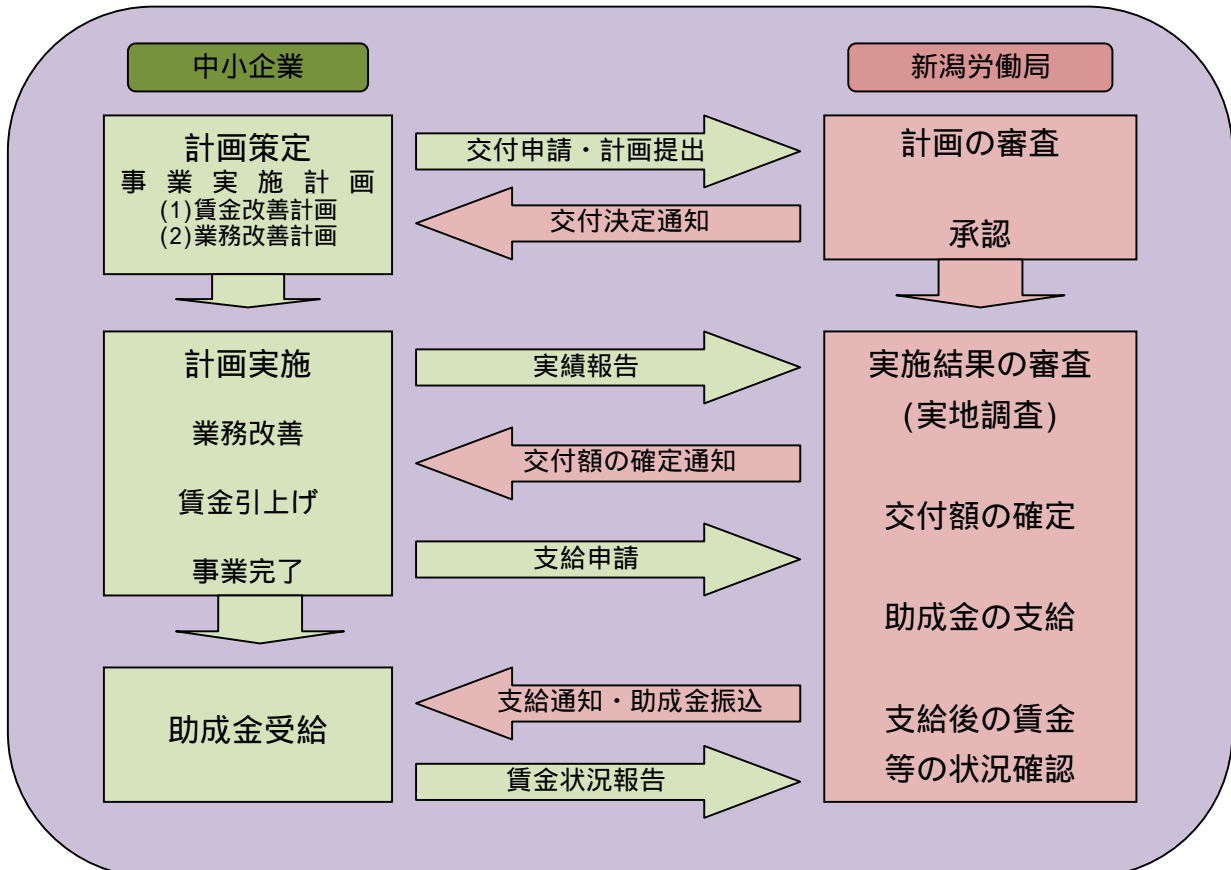 中小企業
新潟労働局
計画策定
事業実施計画
(1)賃金改善計画
(2)業務改善計画
交付申請・計画提出
交付決定通知
計画の審査
承認
計画実施
業務改善
賃金引上げ
事業完了
実績報告
交付額の確定通知
支給申請
実施結果の審査
(実地調査)
交付額の確定
助成金の支給
支給後の賃金
等の状況確認
助成金受給
支給通知・助成金振込
賃金状況報告